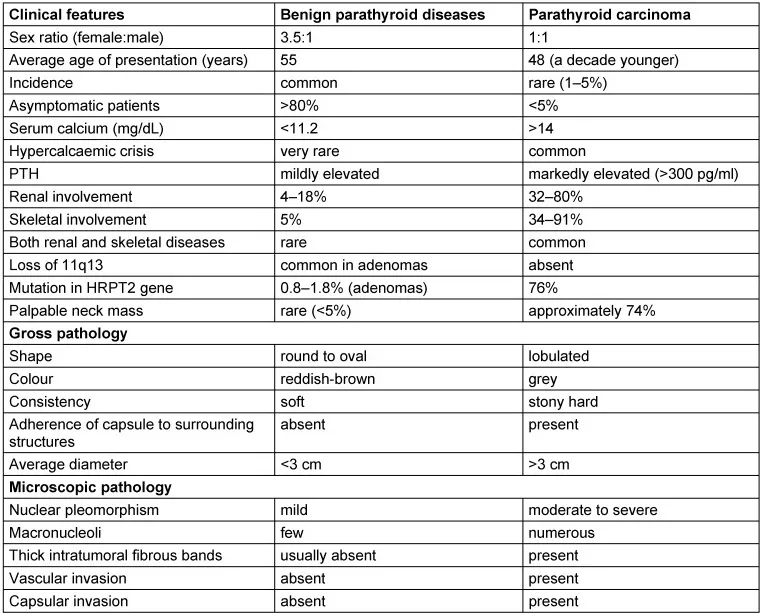 Clinical features Benign parathyroid diseases Parathyroid carcinoma
Sex ratio (female:male) 3.5:1 1:1
Average age of presentation (years) 55 48 (a decade younger)
Incidence common rare (1–5%)
Asymptomatic patients >80% <5%
Serum calcium (mg/dL) <11.2 >14
Hypercalcaemic crisis very rare common
PTH mildly elevated markedly elevated (>300 pg/ml)
Renal involvement 4–18% 32–80%
Skeletal involvement 5% 34–91%
Both renal and skeletal diseases rare common
Loss of 11q13 common in adenomas absent
Mutation in HRPT2 gene 0.8–1.8% (adenomas) 76%
Palpable neck mass rare (<5%) approximately 74%
Gross pathology
Shape round to oval lobulated
Colour reddish-brown grey
Consistency soft stony hard
Adherence of capsule to surrounding absent present
structures
Average diameter <3 cm >3 cm
Microscopic pathology
Nuclear pleomorphism mild moderate to severe
Macronucleoli few numerous
Thick intratumoral fibrous bands usually absent present
Vascular invasion absent present
Capsular invasion absent present